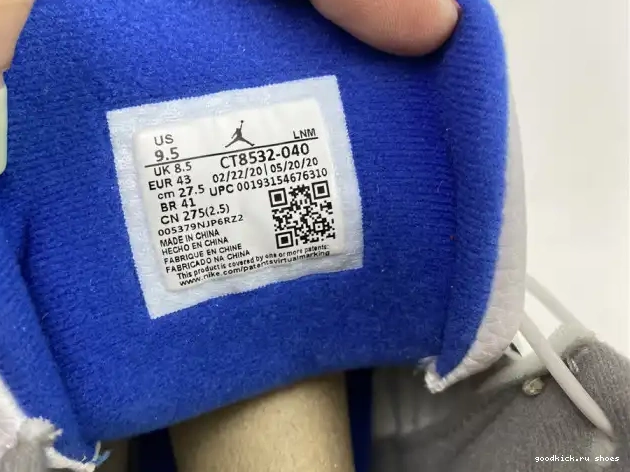 US
9.5
LNM
CT8532-040
UK 8.5
02/22/20 | 05/20/20
EUR 43
UPC 00193154676310
cm 27.5
BR 41
CN 275(2.5)
005379NJP6RZ2
MADE IN CHINA
HECHO EN CHINA
FABRIQUE EN CHINE
FABRICADO NA CHINA
This product is covered by one or more patents:
www.nike.com/patentsvirtualmarking
goodkick.ru shoes